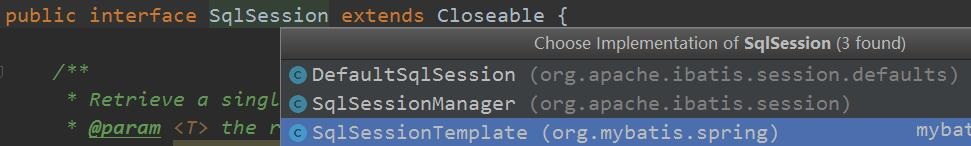 public interface SqlSession extends Closeable {
Choose Implementation of SqlSession (3 found)
/**
DefaultSqlSession (org.apache.ibatis.session.defaults)
* Retrieve a singl
SqlSessionManager (org.apache.ibatis.session)
* @param <T> the r
SqlSessionTemplate (org.mybatis.spring) mybat